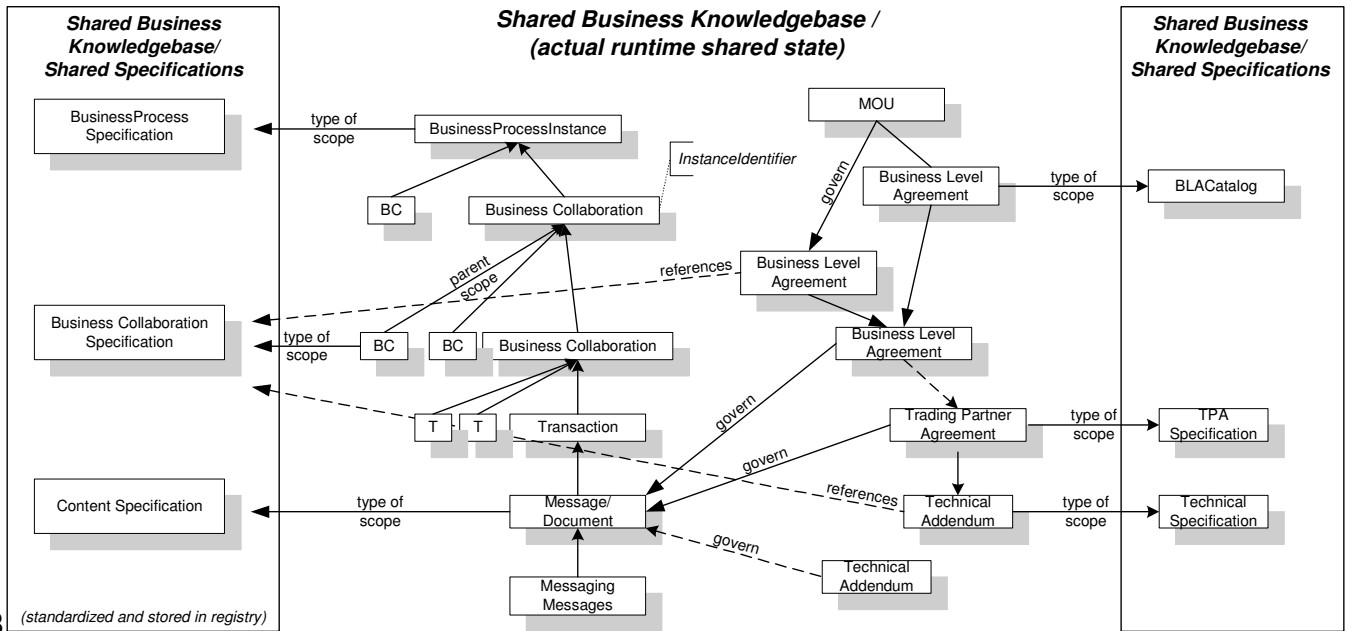 Shared Business
Knowledgebase/
Shared Specifications
Shared Business Knowledgebase /
(actual runtime shared state)
Shared Business
Knowledgebase/
Shared Specifications
BusinessProcess
Specification
type of
scope
BusinessProcessInstance
MOU
InstanceIdentifier
govern
Business Level
Agreement
type of
scope
BLACatalog
BC
Business Collaboration
parent
scope
references
Business Level
Agreement
Business Collaboration
Specification
type of
scope
BC
BC
Business Collaboration
Business Level
Agreement
T
T
Transaction
govern
Trading Partner
Agreement
type of
scope
TPA
Specification
govern
Content Specification
type of
scope
Message/
Document
references
Technical
Addendum
type of
scope
Technical
Specification
govern
Technical
Addendum
Messaging
Messages
(standardized and stored in registry)